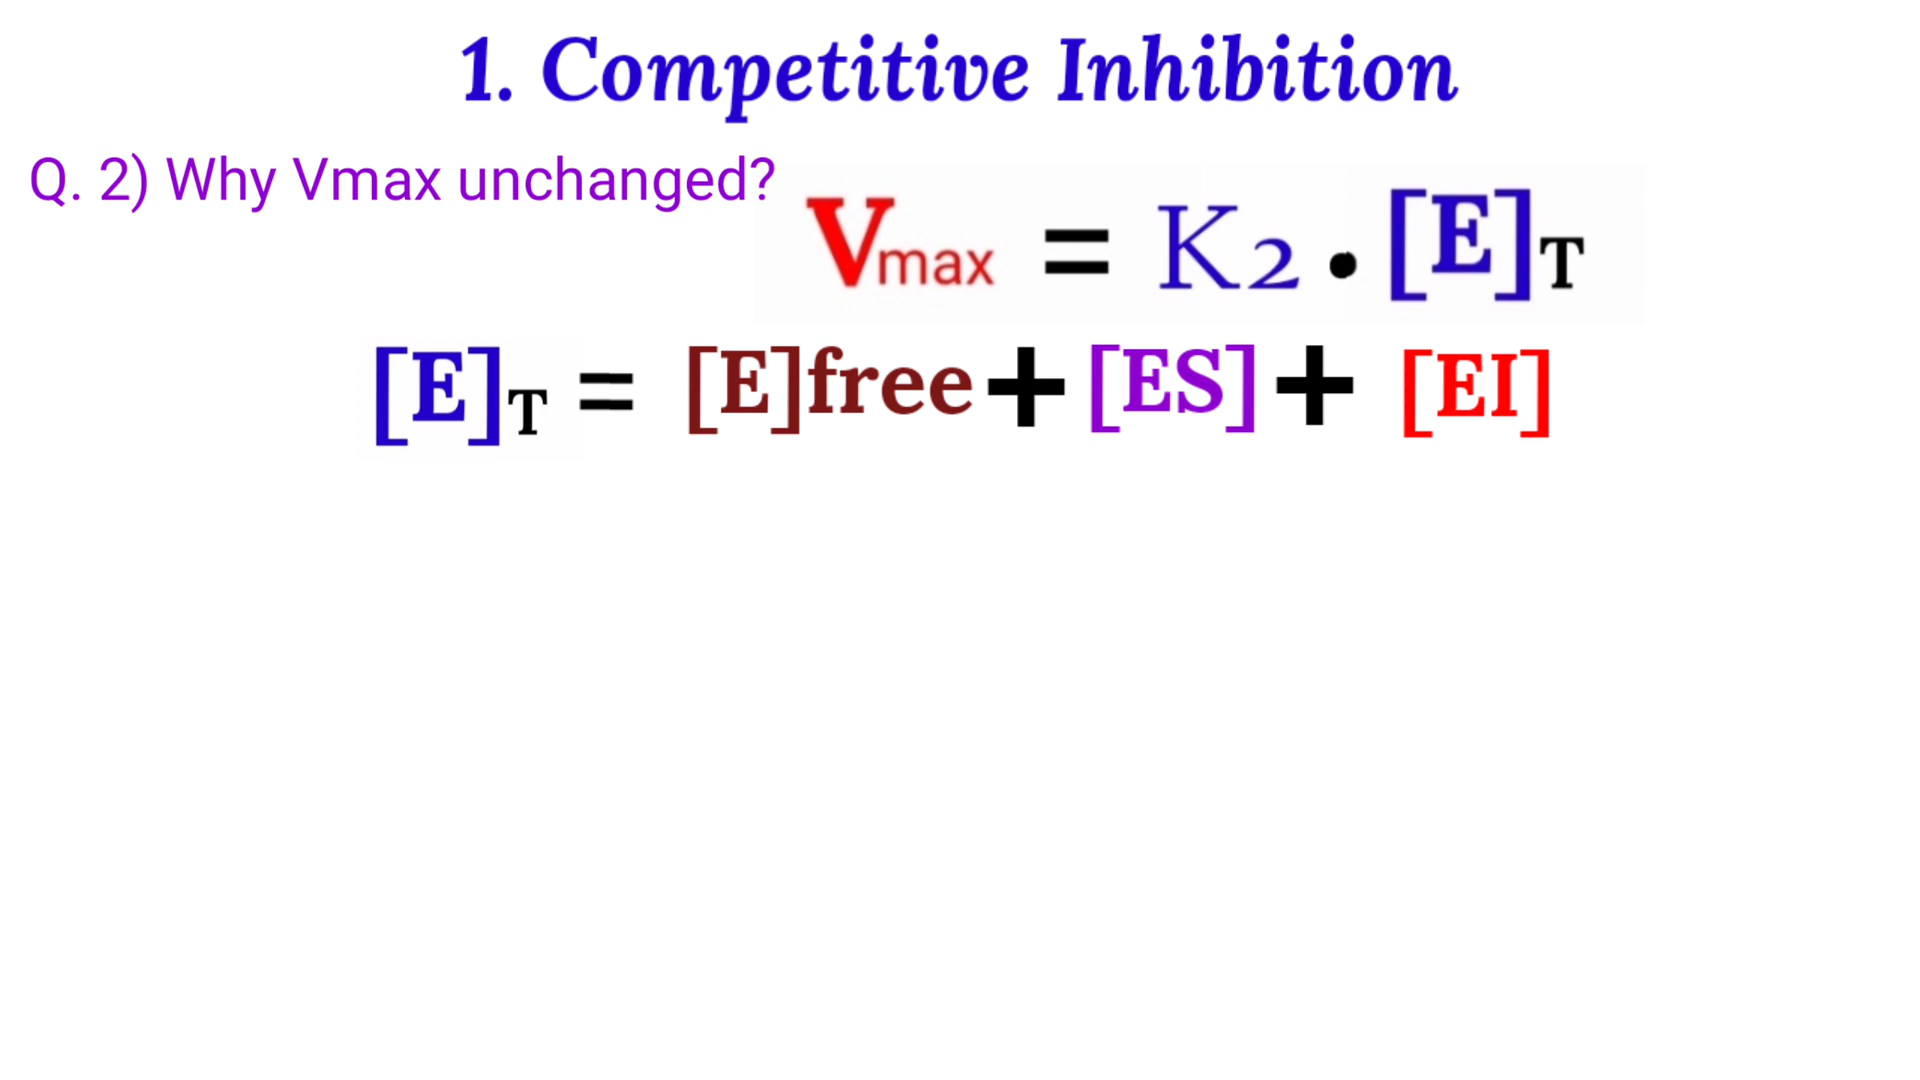 1. Competitive Inhibition
Q. 2) Why Vmax unchanged?
Vmax = K2 • [E]T
[E]T = [E]free + [ES] + [EI]